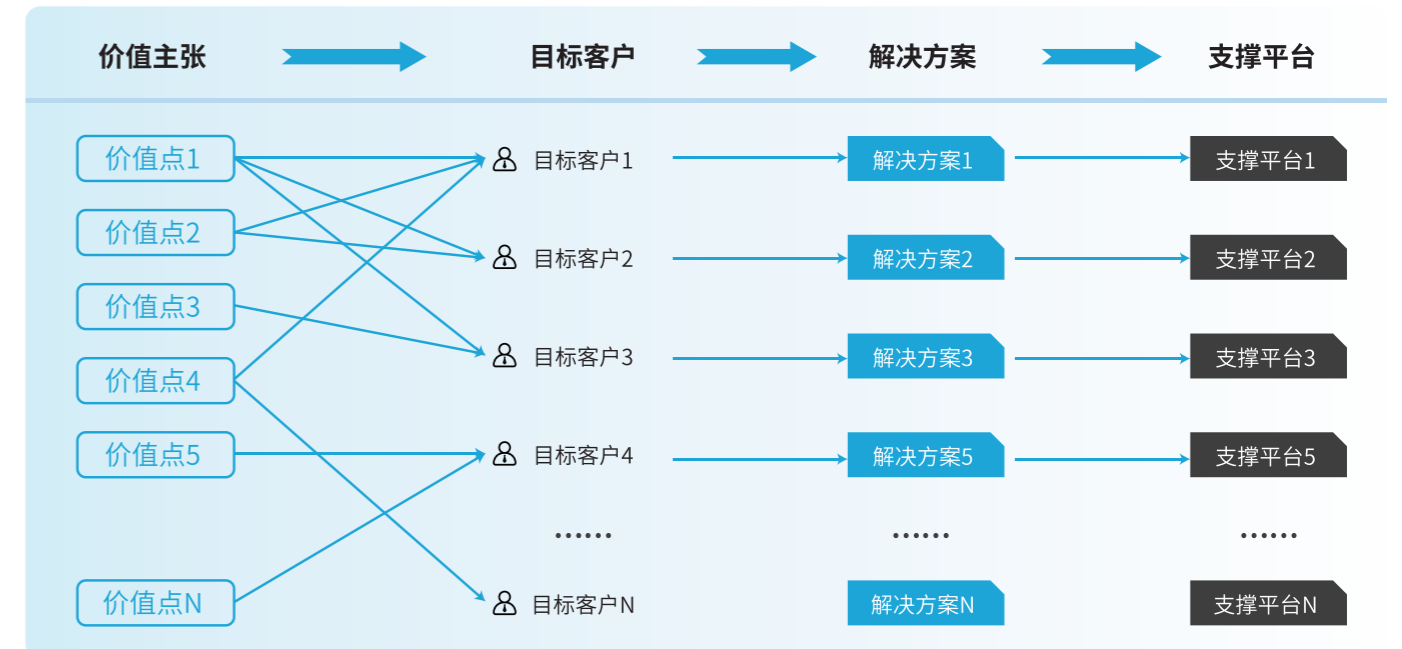 价值主张 目标客户 解决方案 支撑平台
价值点1 目标客户1 解决方案1 支撑平台1
价值点2 目标客户2 解决方案2 支撑平台2
价值点3 目标客户3 解决方案3 支撑平台3
价值点4
价值点5 目标客户4 解决方案5 支撑平台5
…… …… ……
价值点N 目标客户N 解决方案N 支撑平台N